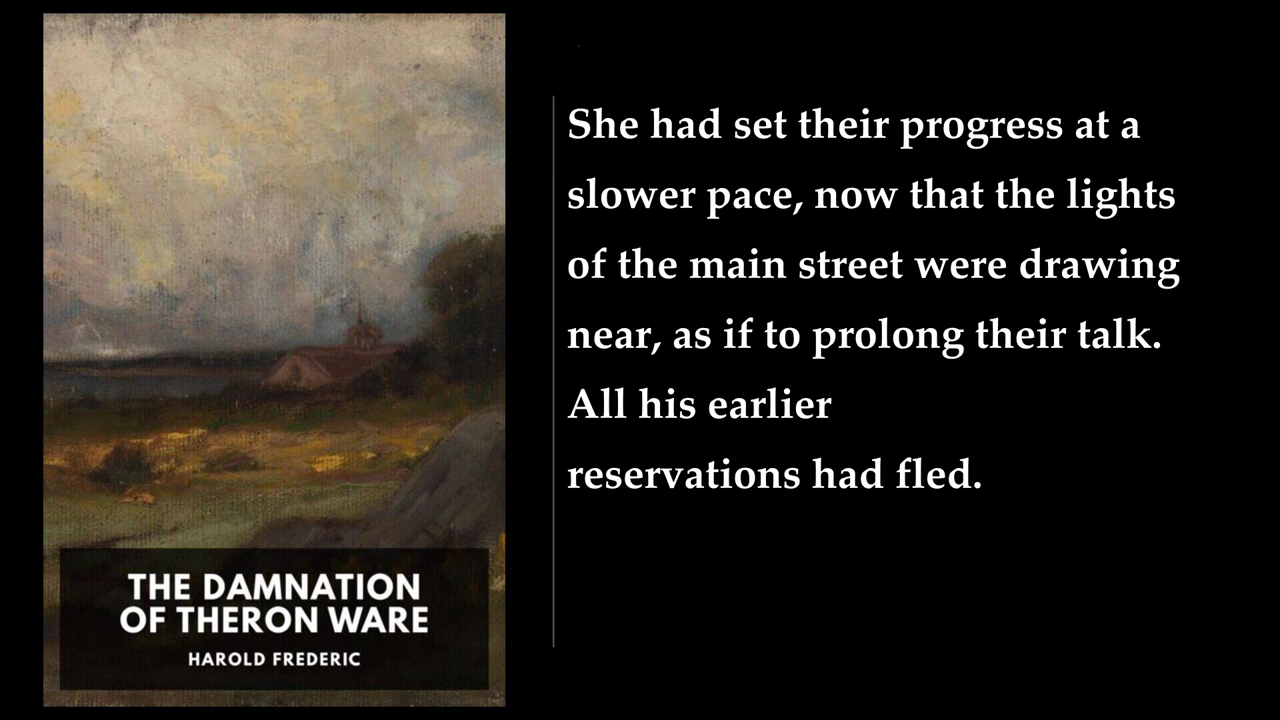 THE DAMNATION
OF THERON WARE
HAROLD FREDERIC
She had set their progress at a
slower pace, now that the lights
of the main street were drawing
near, as if to prolong their talk.
All his earlier
reservations had fled.